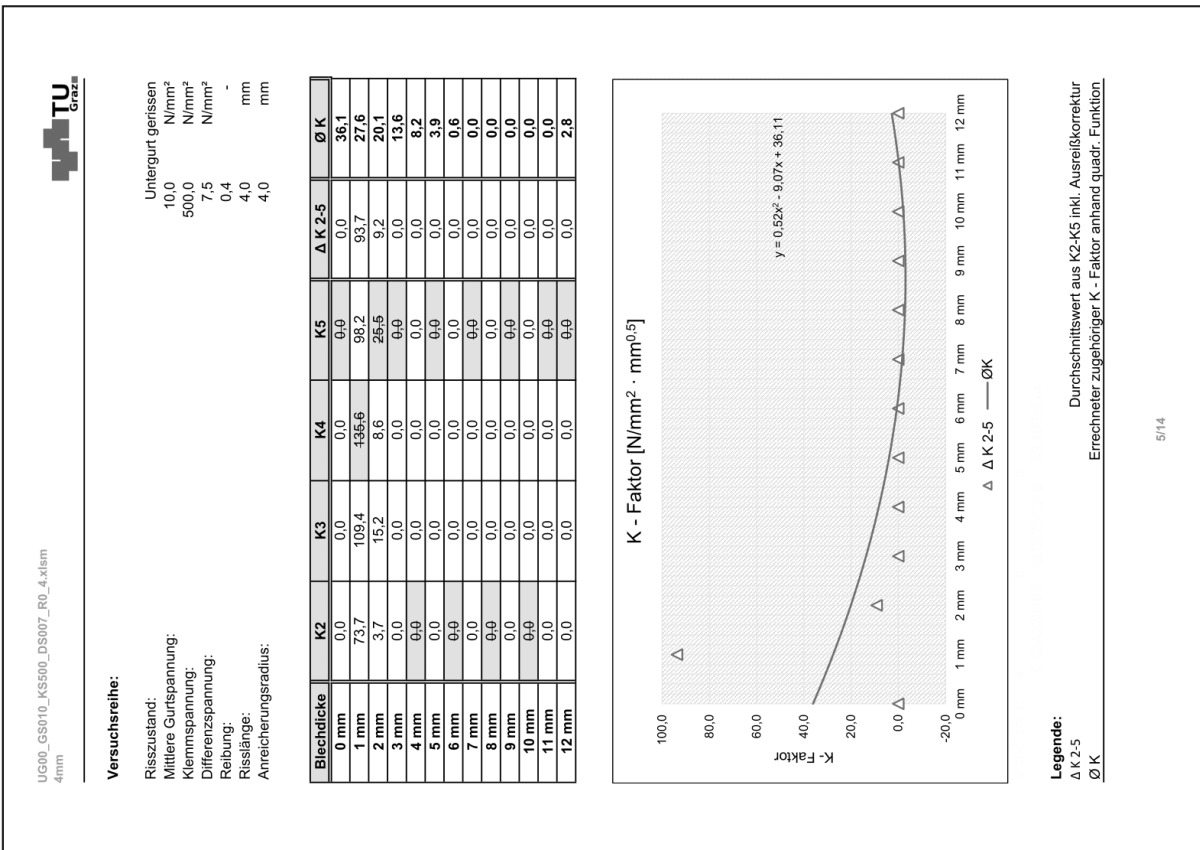 UG00_GS010_KS500_DS007_R0_4.xlsm
4mm
TU
Graz
Versuchsreihe:
Risszustand: Untergurt gerissen
Mittlere Gurtspannung: 10,0 N/mm²
Klemmspannung: 500,0 N/mm²
Differenzspannung: 7,5 N/mm²
Reibung: 0,4 -
Risslänge: 4,0 mm
Anreicherungsradius: 4,0 mm
Blechdicke K2 K3 K4 K5 Δ K 2-5 Ø K
0 mm 0,0 0,0 0,0 0,0 0,0 36,1
1 mm 73,7 109,4 135,6 98,2 93,7 27,6
2 mm 3,7 15,2 8,6 25,5 9,2 20,1
3 mm 0,0 0,0 0,0 0,0 0,0 13,6
4 mm 0,0 0,0 0,0 0,0 0,0 8,2
5 mm 0,0 0,0 0,0 0,0 0,0 3,9
6 mm 0,0 0,0 0,0 0,0 0,0 0,6
7 mm 0,0 0,0 0,0 0,0 0,0 0,0
8 mm 0,0 0,0 0,0 0,0 0,0 0,0
9 mm 0,0 0,0 0,0 0,0 0,0 0,0
10 mm 0,0 0,0 0,0 0,0 0,0 0,0
11 mm 0,0 0,0 0,0 0,0 0,0 0,0
12 mm 0,0 0,0 0,0 0,0 0,0 2,8
K - Faktor [N/mm² · mm⁰·⁵]
y = 0,52x² - 9,07x + 36,11
K- Faktor
100,0
80,0
60,0
40,0
20,0
0,0
-20,0
0 mm 1 mm 2 mm 3 mm 4 mm 5 mm 6 mm 7 mm 8 mm 9 mm 10 mm 11 mm 12 mm
Δ K 2-5 ØK
Legende:
Δ K 2-5 Durchschnittswert aus K2-K5 inkl. Ausreißkorrektur
Ø K Errechneter zugehöriger K - Faktor anhand quadr. Funktion
5/14